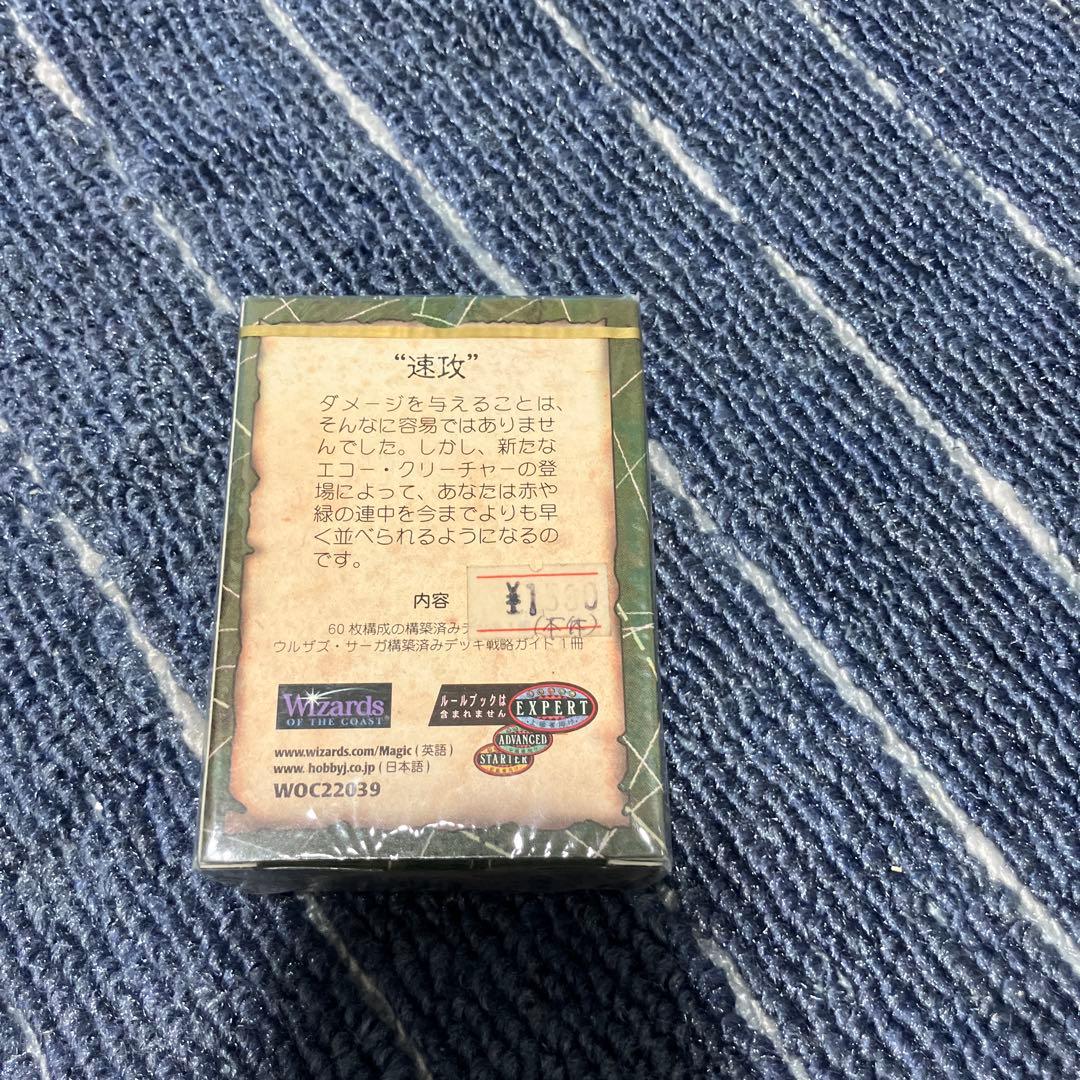 “速攻”
ダメージを与えることは、
そんなに容易ではありませ
んでした。しかし、新たな
エコー・クリーチャーの登
場によって、あなたは赤や
緑の連中を今までよりも早
く並べられるようになるの
です。
内容
¥1
(本体)
60枚構成の構築済み
ウルザズ・サーガ構築済みデッキ戦略ガイド1冊
Wizards
OF THE COAST
ルールブックは
含まれません
EXPERT
ADVANCED
STARTER
www.wizards.com/Magic (英語)
www. hobbyj.co.jp (日本語)
WOC22039